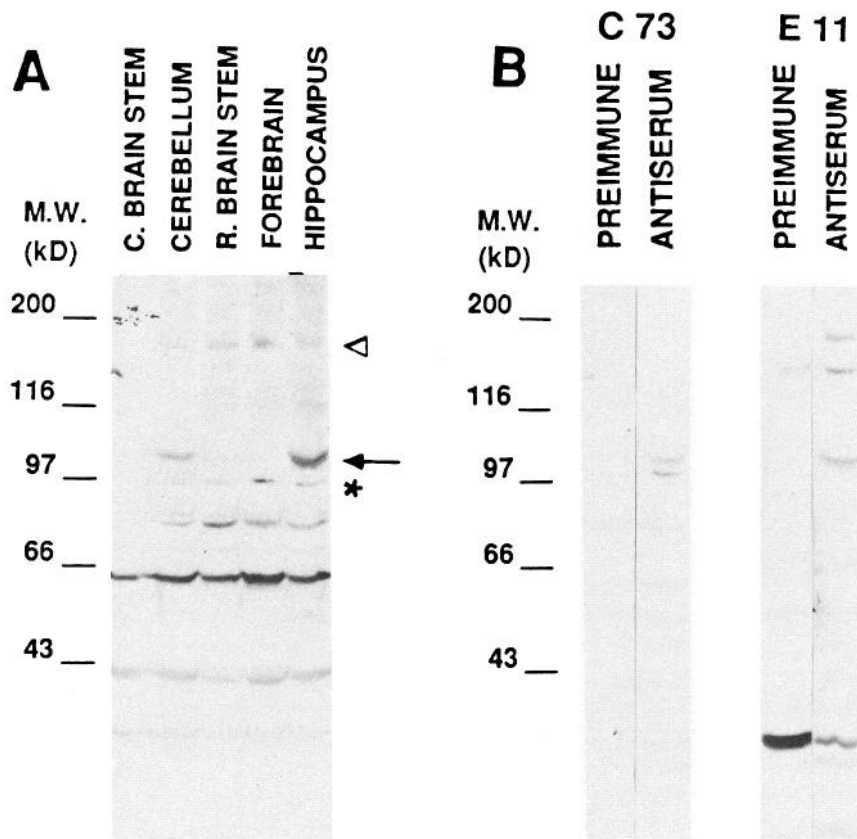 A
C. BRAIN STEM
CEREBELLUM
R. BRAIN STEM
FOREBRAIN
HIPPOCAMPUS
M.W.
(kD)
200
116
97
66
43
*
B
C 73
E 11
PREIMMUNE
ANTISERUM
PREIMMUNE
ANTISERUM
M.W.
(kD)
200
116
97
66
43